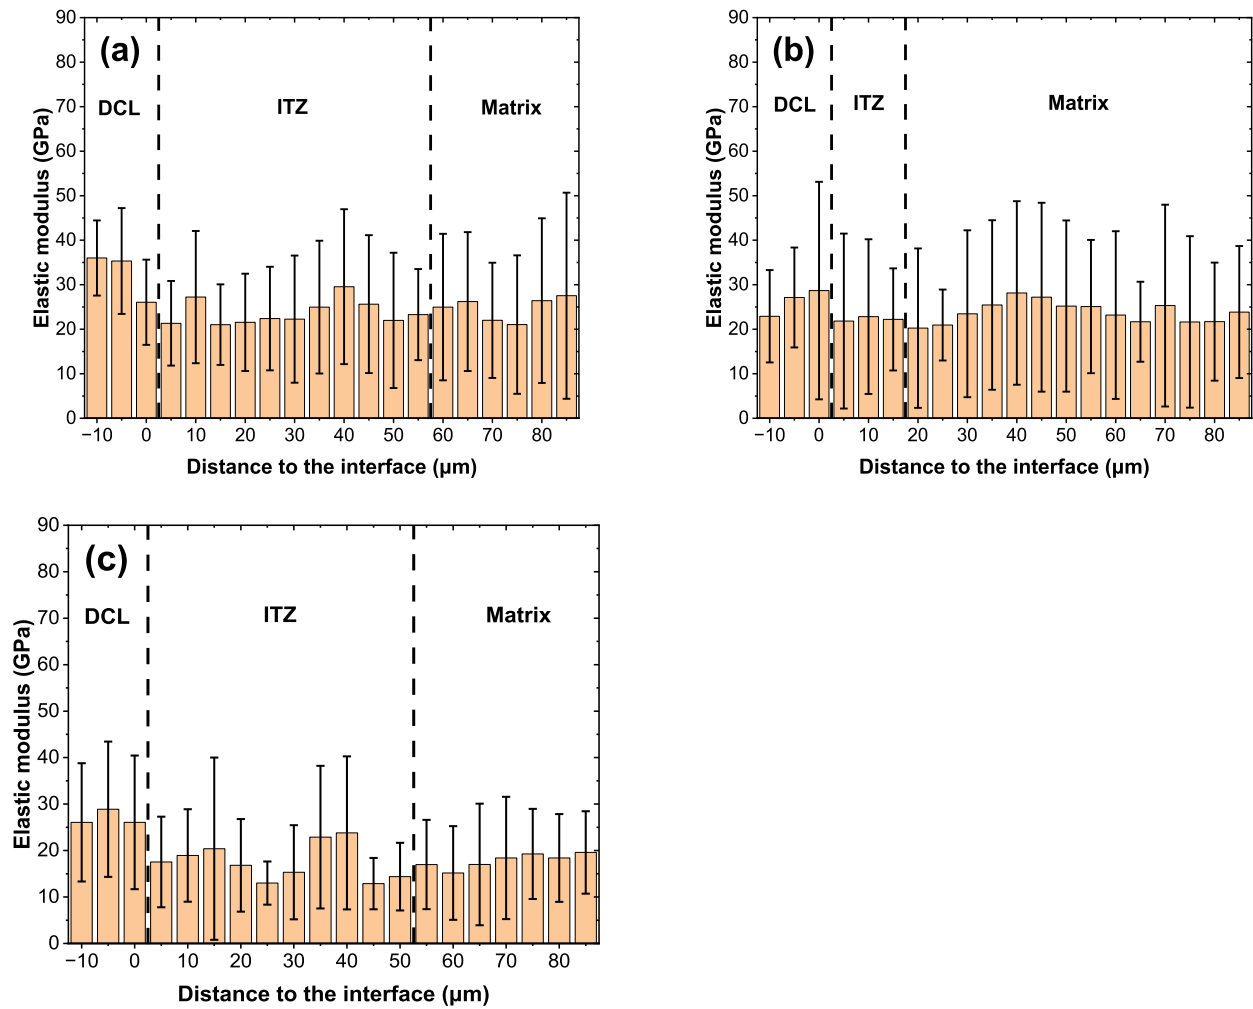 (a)
DCL ITZ Matrix
Elastic modulus (GPa)
90
80
70
60
50
40
30
20
10
0
−10 0 10 20 30 40 50 60 70 80
Distance to the interface (µm)
(b)
DCL ITZ Matrix
Elastic modulus (GPa)
90
80
70
60
50
40
30
20
10
0
−10 0 10 20 30 40 50 60 70 80
Distance to the interface (µm)
(c)
DCL ITZ Matrix
Elastic modulus (GPa)
90
80
70
60
50
40
30
20
10
0
−10 0 10 20 30 40 50 60 70 80
Distance to the interface (µm)